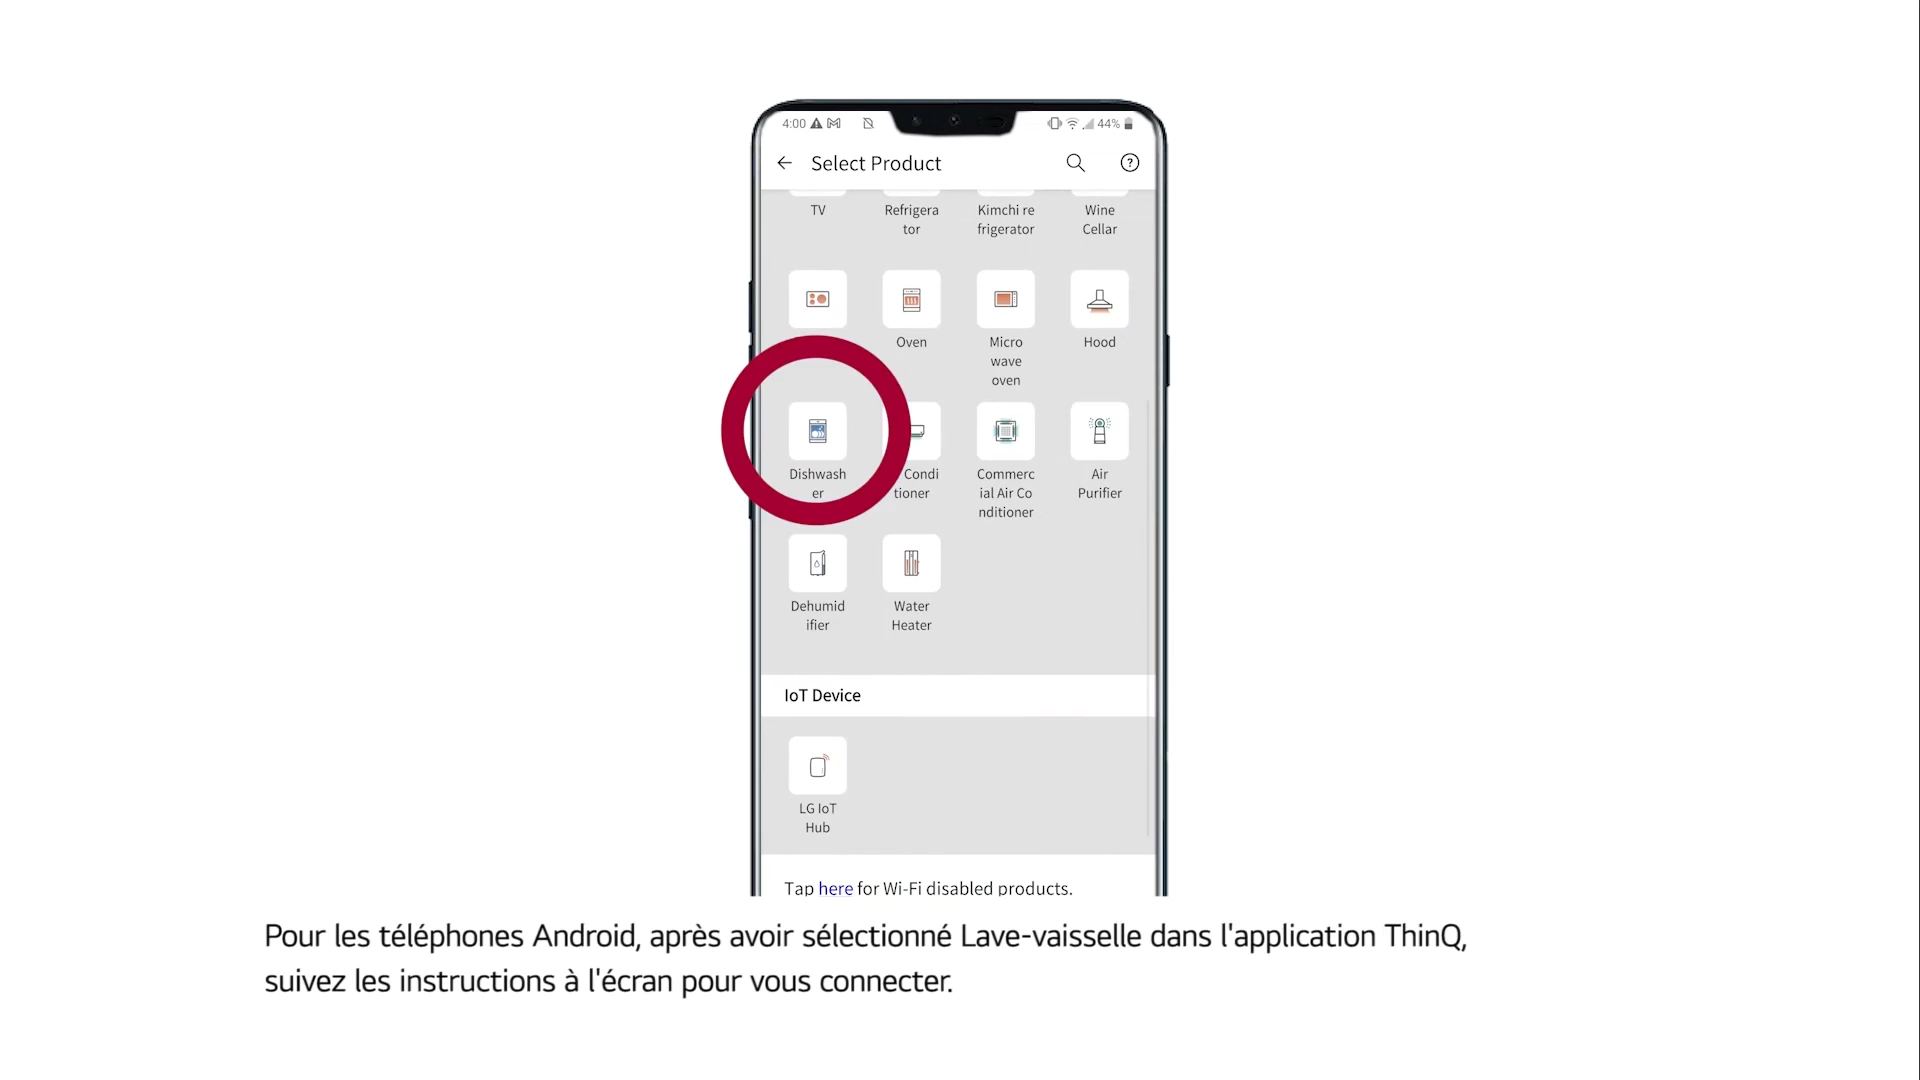 4:00 44%
Select Product
TV Refrigera Kimchi re Wine
tor frigerator Cellar
Oven Micro Hood
wave
oven
Dishwash Condi Commerc Air
er tioner ial Air Co Purifier
nditioner
Dehumid Water
ifier Heater
IoT Device
LG IoT
Hub
Tap here for Wi-Fi disabled products.
Pour les téléphones Android, après avoir sélectionné Lave-vaisselle dans l'application ThinQ,
suivez les instructions à l'écran pour vous connecter.